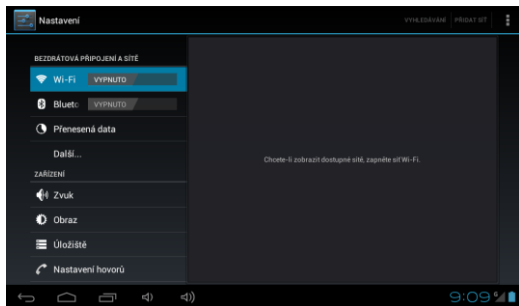 Nastavení
VYHLEDÁVÁNÍ PŘIDAT SÍŤ
BEZDRÁTOVÁ PŘIPOJENÍ A SÍTĚ
Wi-Fi VYPNUTO
Bluetc VYPNUTO
Přenesená data
Další...
Chcete-li zobrazit dostupné sítě, zapněte síť Wi-Fi.
ZAŘÍZENÍ
Zvuk
Obraz
Úložiště
Nastavení hovorů
9:09